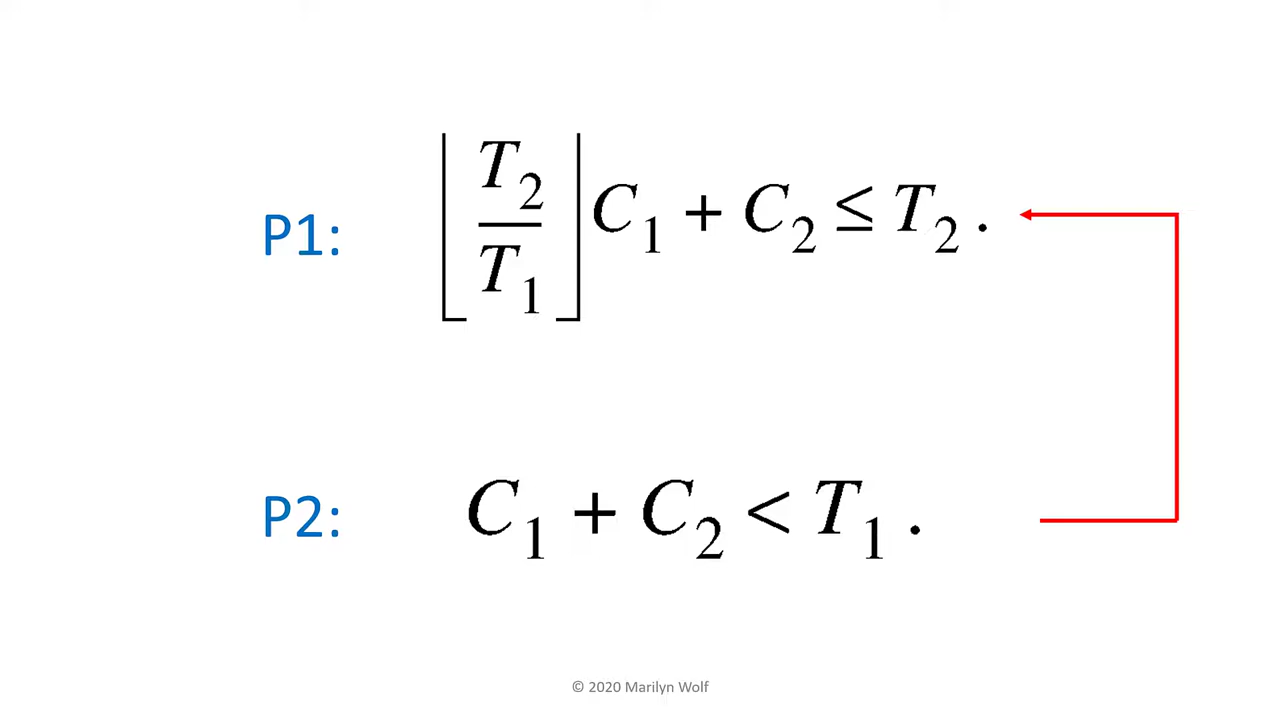 P1: ⌊T₂/T₁⌋C₁ + C₂ ≤ T₂.
P2: C₁ + C₂ < T₁.
© 2020 Marilyn Wolf